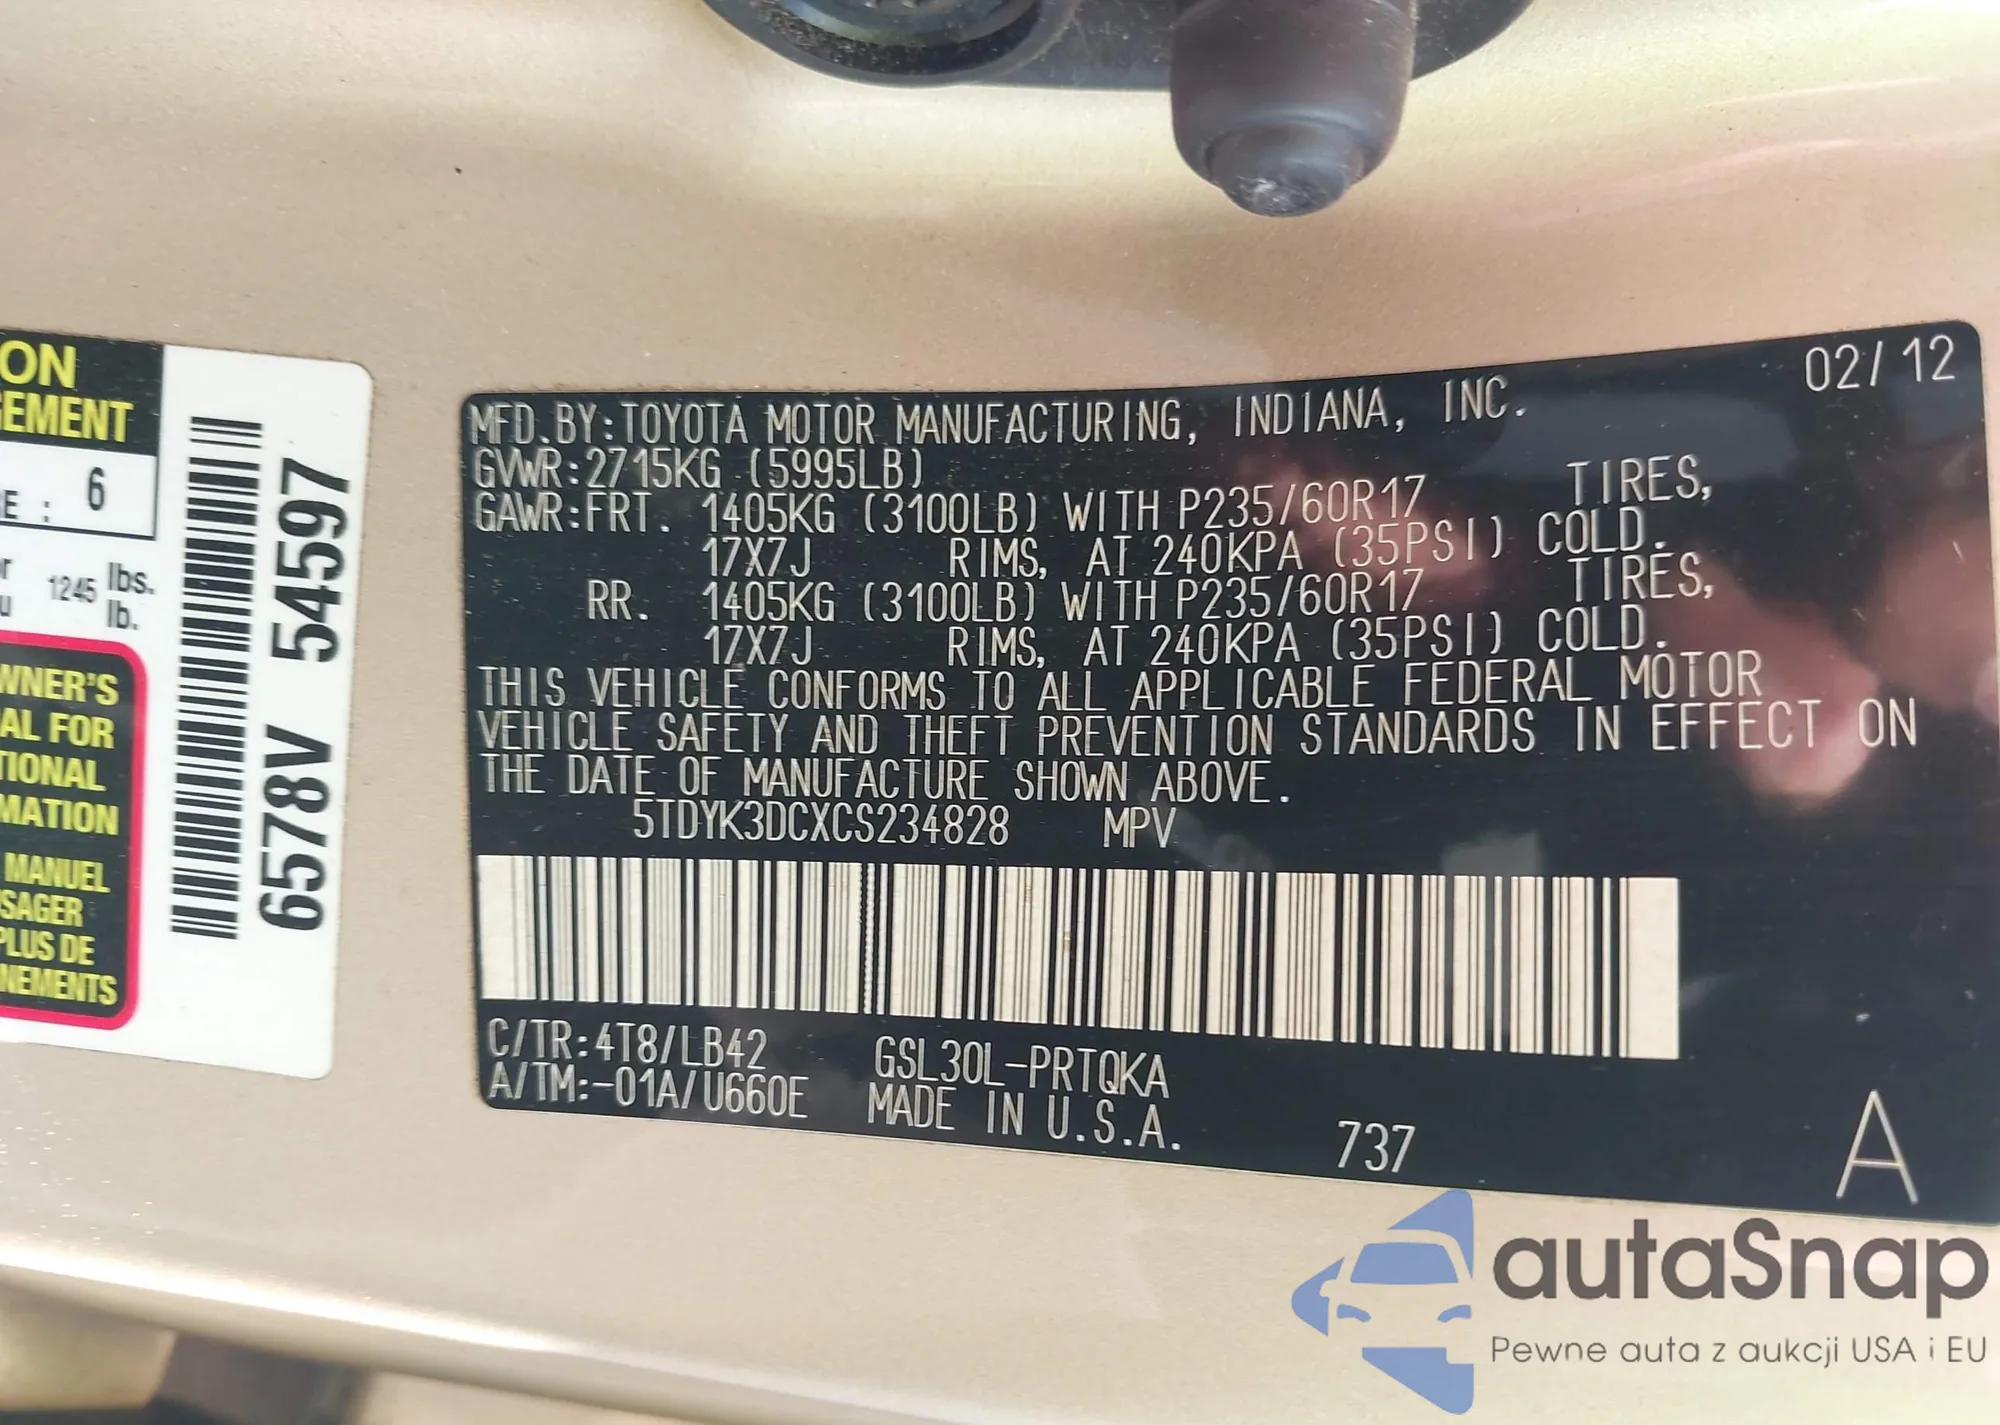 ON
GEMENT
RE : 6
1245 lbs.
lb.
WNER'S
AL FOR
TIONAL
MATION
MANUEL
SAGER
PLUS DE
NEMENTS
6578V 54597
02/12
MFD.BY:TOYOTA MOTOR MANUFACTURING, INDIANA, INC.
GVWR:2715KG (5995LB)
GAWR:FRT. 1405KG (3100LB) WITH P235/60R17 TIRES,
17X7J RIMS, AT 240KPA (35PSI) COLD.
RR. 1405KG (3100LB) WITH P235/60R17 TIRES,
17X7J RIMS, AT 240KPA (35PSI) COLD.
THIS VEHICLE CONFORMS TO ALL APPLICABLE FEDERAL MOTOR
VEHICLE SAFETY AND THEFT PREVENTION STANDARDS IN EFFECT ON
THE DATE OF MANUFACTURE SHOWN ABOVE.
5TDYK3DCXCS234828 MPV
C/TR:4T8/LB42 GSL30L-PRTQKA
A/TM:-01A/U660E MADE IN U.S.A.
737
A
autaSnap
Pewne auta z aukcji USA i EU